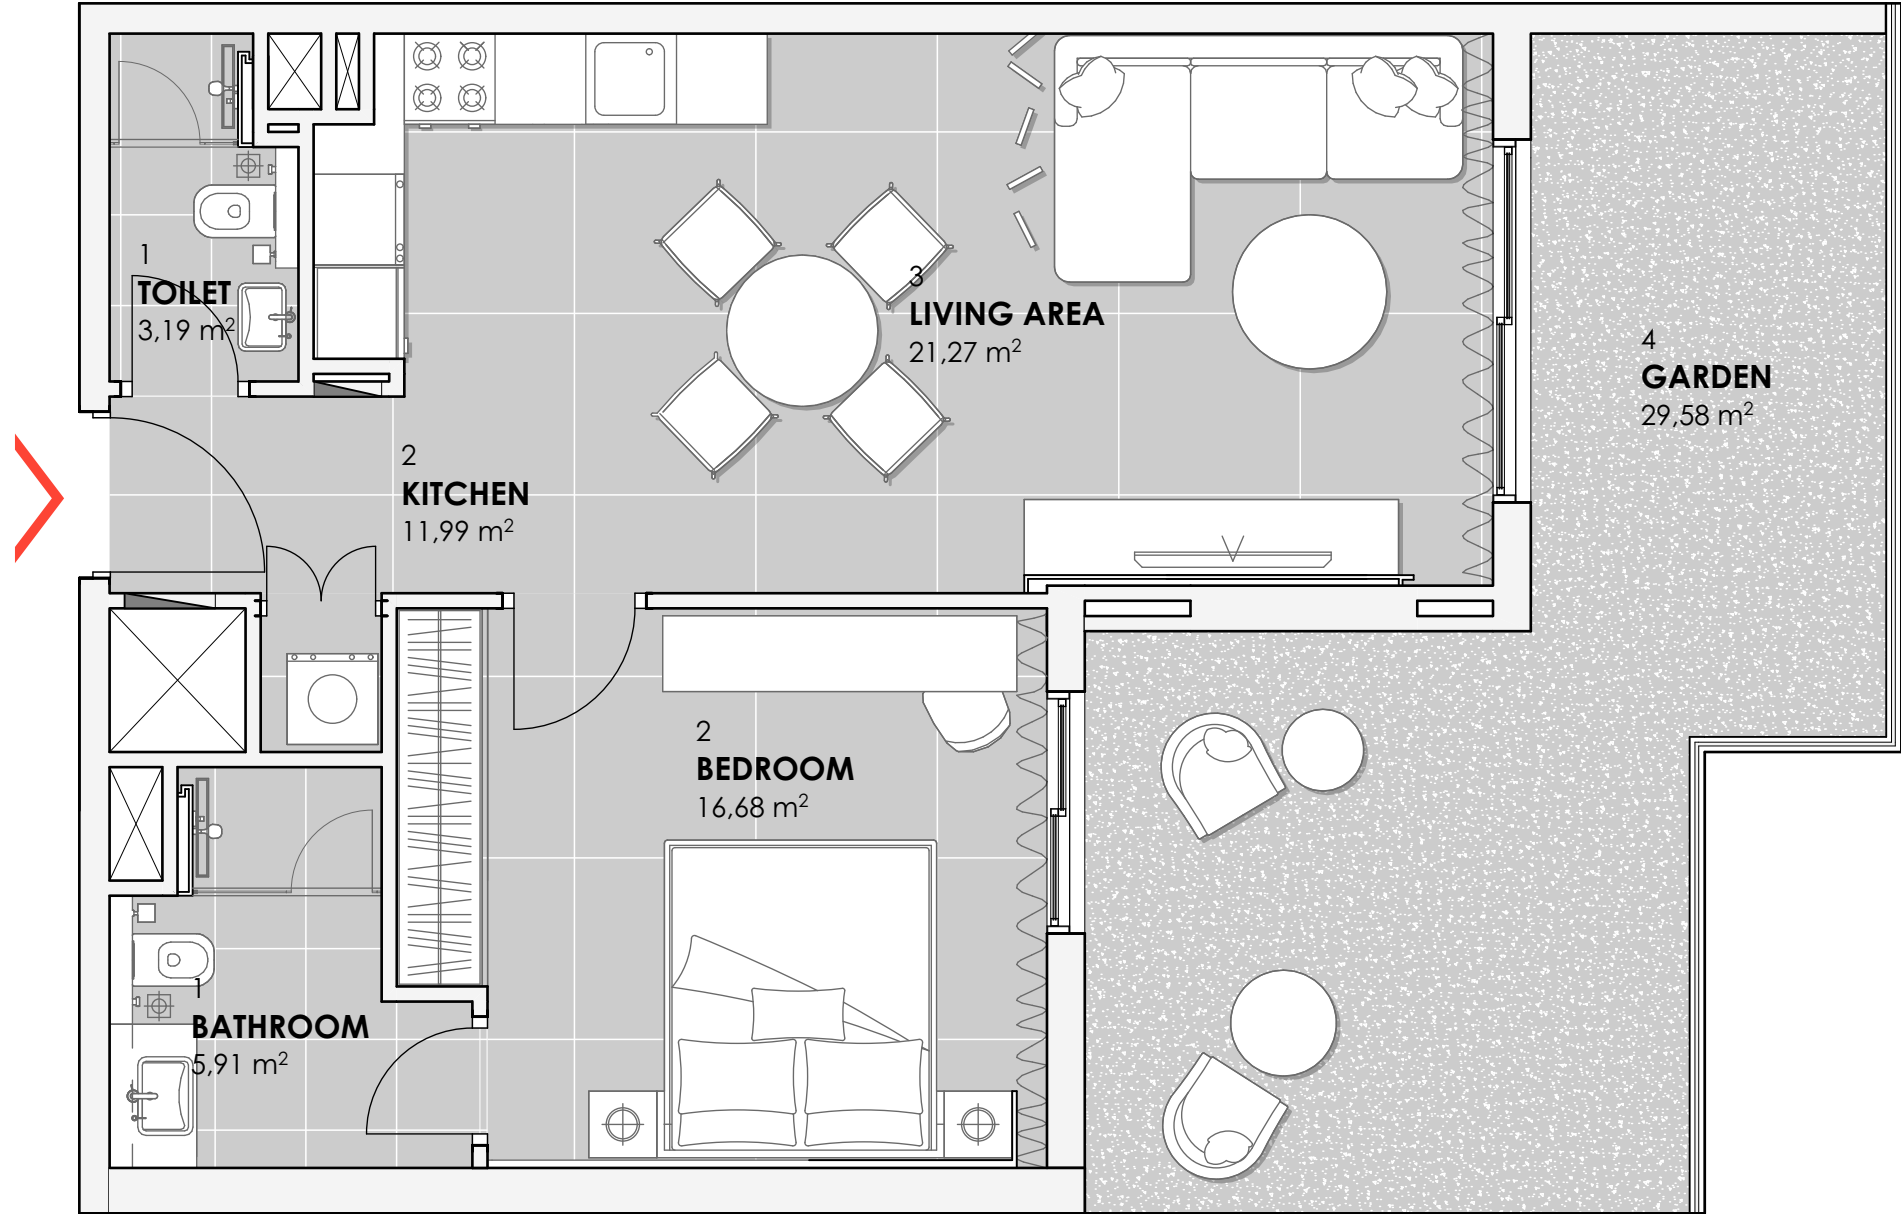 1
TOILET
3,19 m²
3
LIVING AREA
21,27 m²
4
GARDEN
29,58 m²
2
KITCHEN
11,99 m²
2
BEDROOM
16,68 m²
1
BATHROOM
5,91 m²